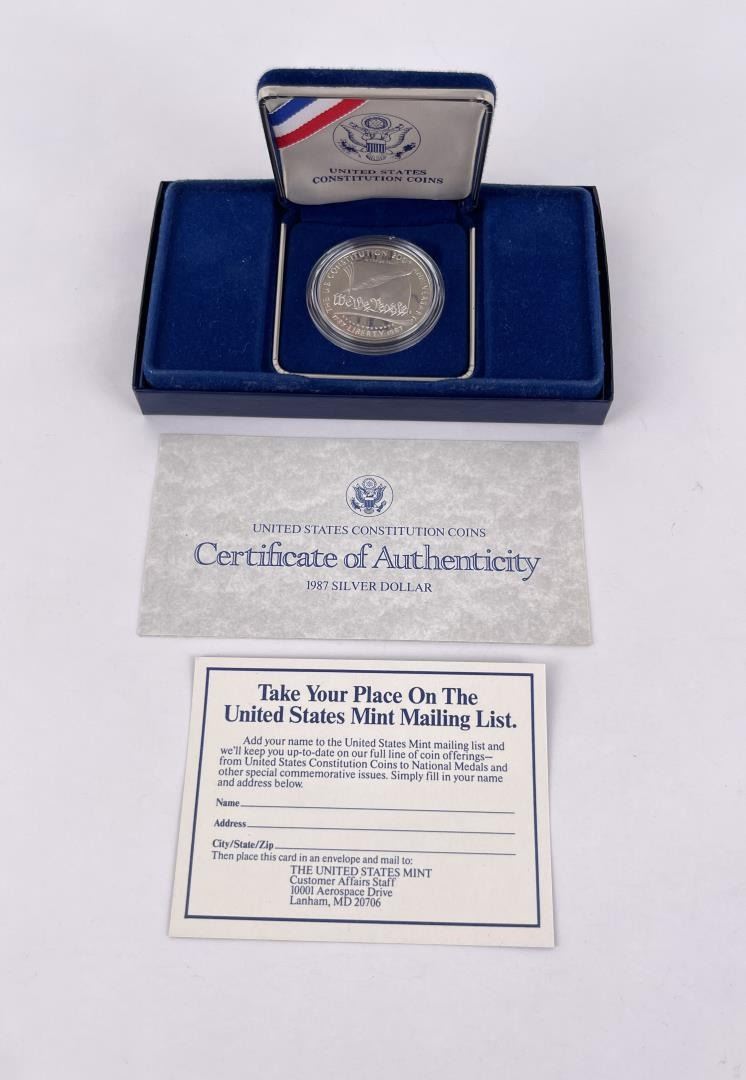 UNITED STATES
CONSTITUTION COINS
THE U.S. CONSTITUTION 200TH ANNIVERSARY
We the People
1787 LIBERTY 1987
UNITED STATES CONSTITUTION COINS
Certificate of Authenticity
1987 SILVER DOLLAR
Take Your Place On The
United States Mint Mailing List.
Add your name to the United States Mint mailing list and
we'll keep you up-to-date on our full line of coin offerings—
from United States Constitution Coins to National Medals and
other special commemorative issues. Simply fill in your name
and address below.
Name
Address
City/State/Zip
Then place this card in an envelope and mail to:
THE UNITED STATES MINT
Customer Affairs Staff
10001 Aerospace Drive
Lanham, MD 20706